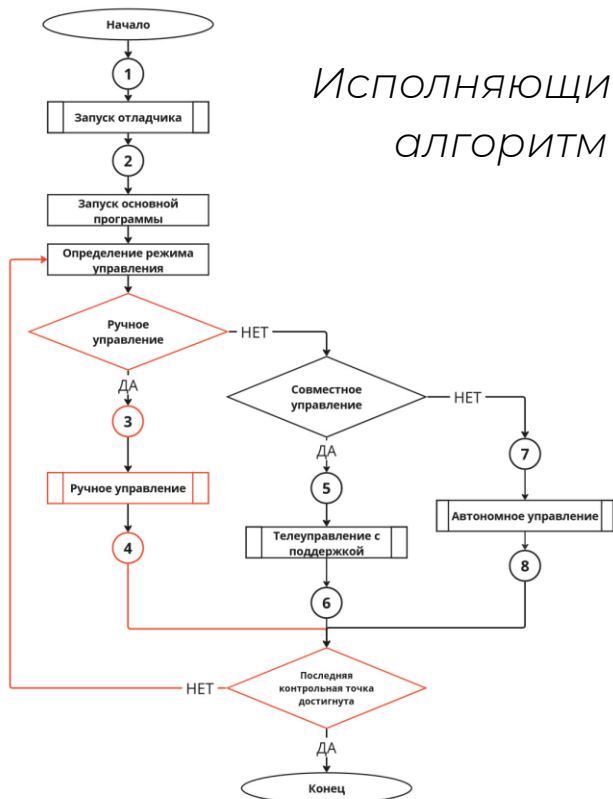 Начало
Исполняющи
алгоритм
1
Запуск отладчика
2
Запуск основной
программы
Определение режима
управления
Ручное
управление
НЕТ
ДА
Совместное
управление
НЕТ
ДА
3
Ручное управление
4
5
Телеуправление с
поддержкой
6
7
Автономное управление
8
Последняя
контрольная точка
достигнута
НЕТ
ДА
Конец